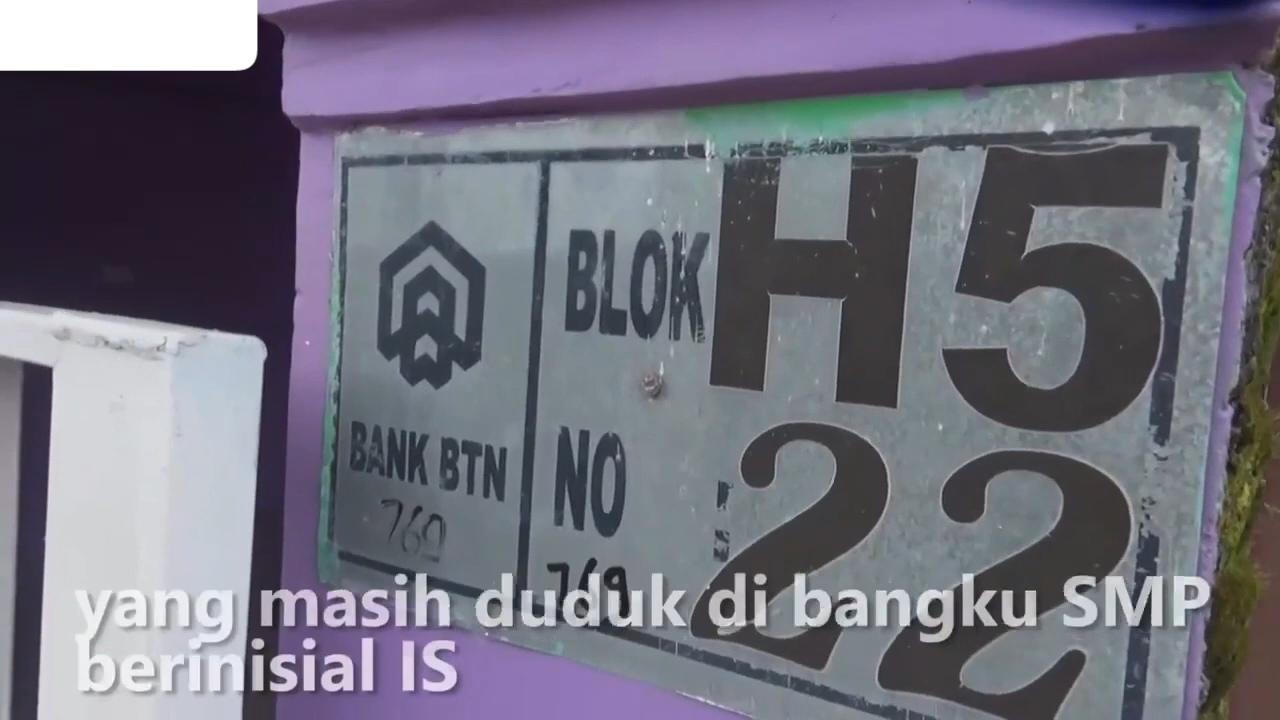 BLOK H5
BANK BTN
NO 22
769
769
yang masih duduk di bangku SMP
berinisial IS